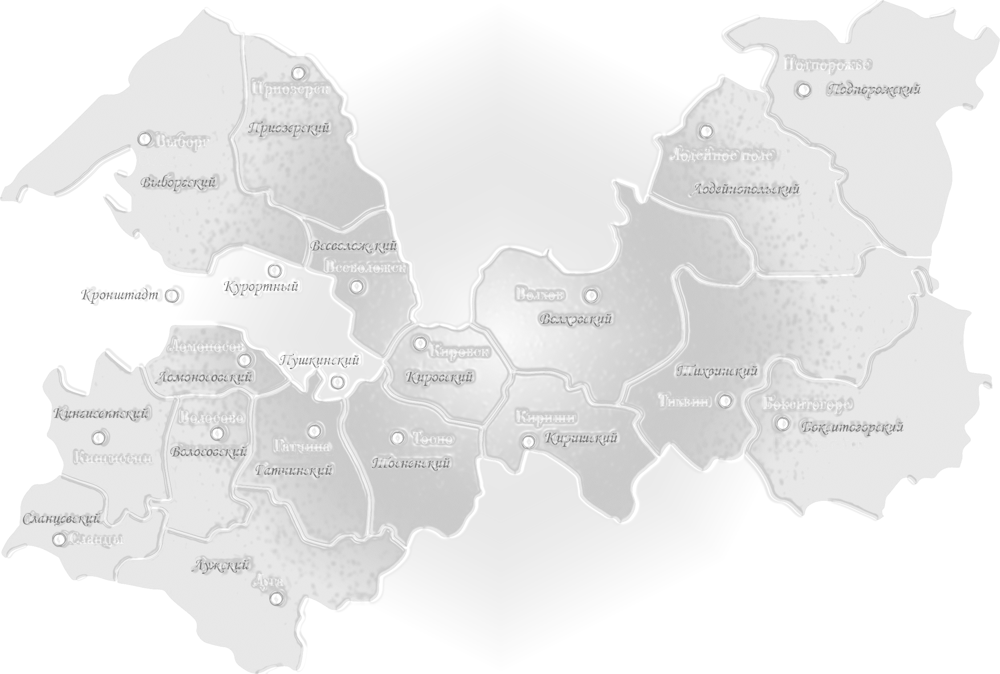 Подпорожье
Подпорожский
Приозерск
Приозерский
Выборг
Выборгский
Лодейное поле
Лодейнопольский
Всеволожский
Всеволожск
Курортный
Кронштадт
Волхов
Волховский
Ломоносов
Ломоносовский
Пушкинский
Кировск
Кировский
Тихвинский
Тихвин
Бокситогорс
Бокситогорский
Кингисеппский
Кингисепп
Волосово
Волосовский
Гатчина
Гатчинский
Тосно
Тосненский
Кириши
Киришский
Сланцевский
Сланцы
Лужский
Луга